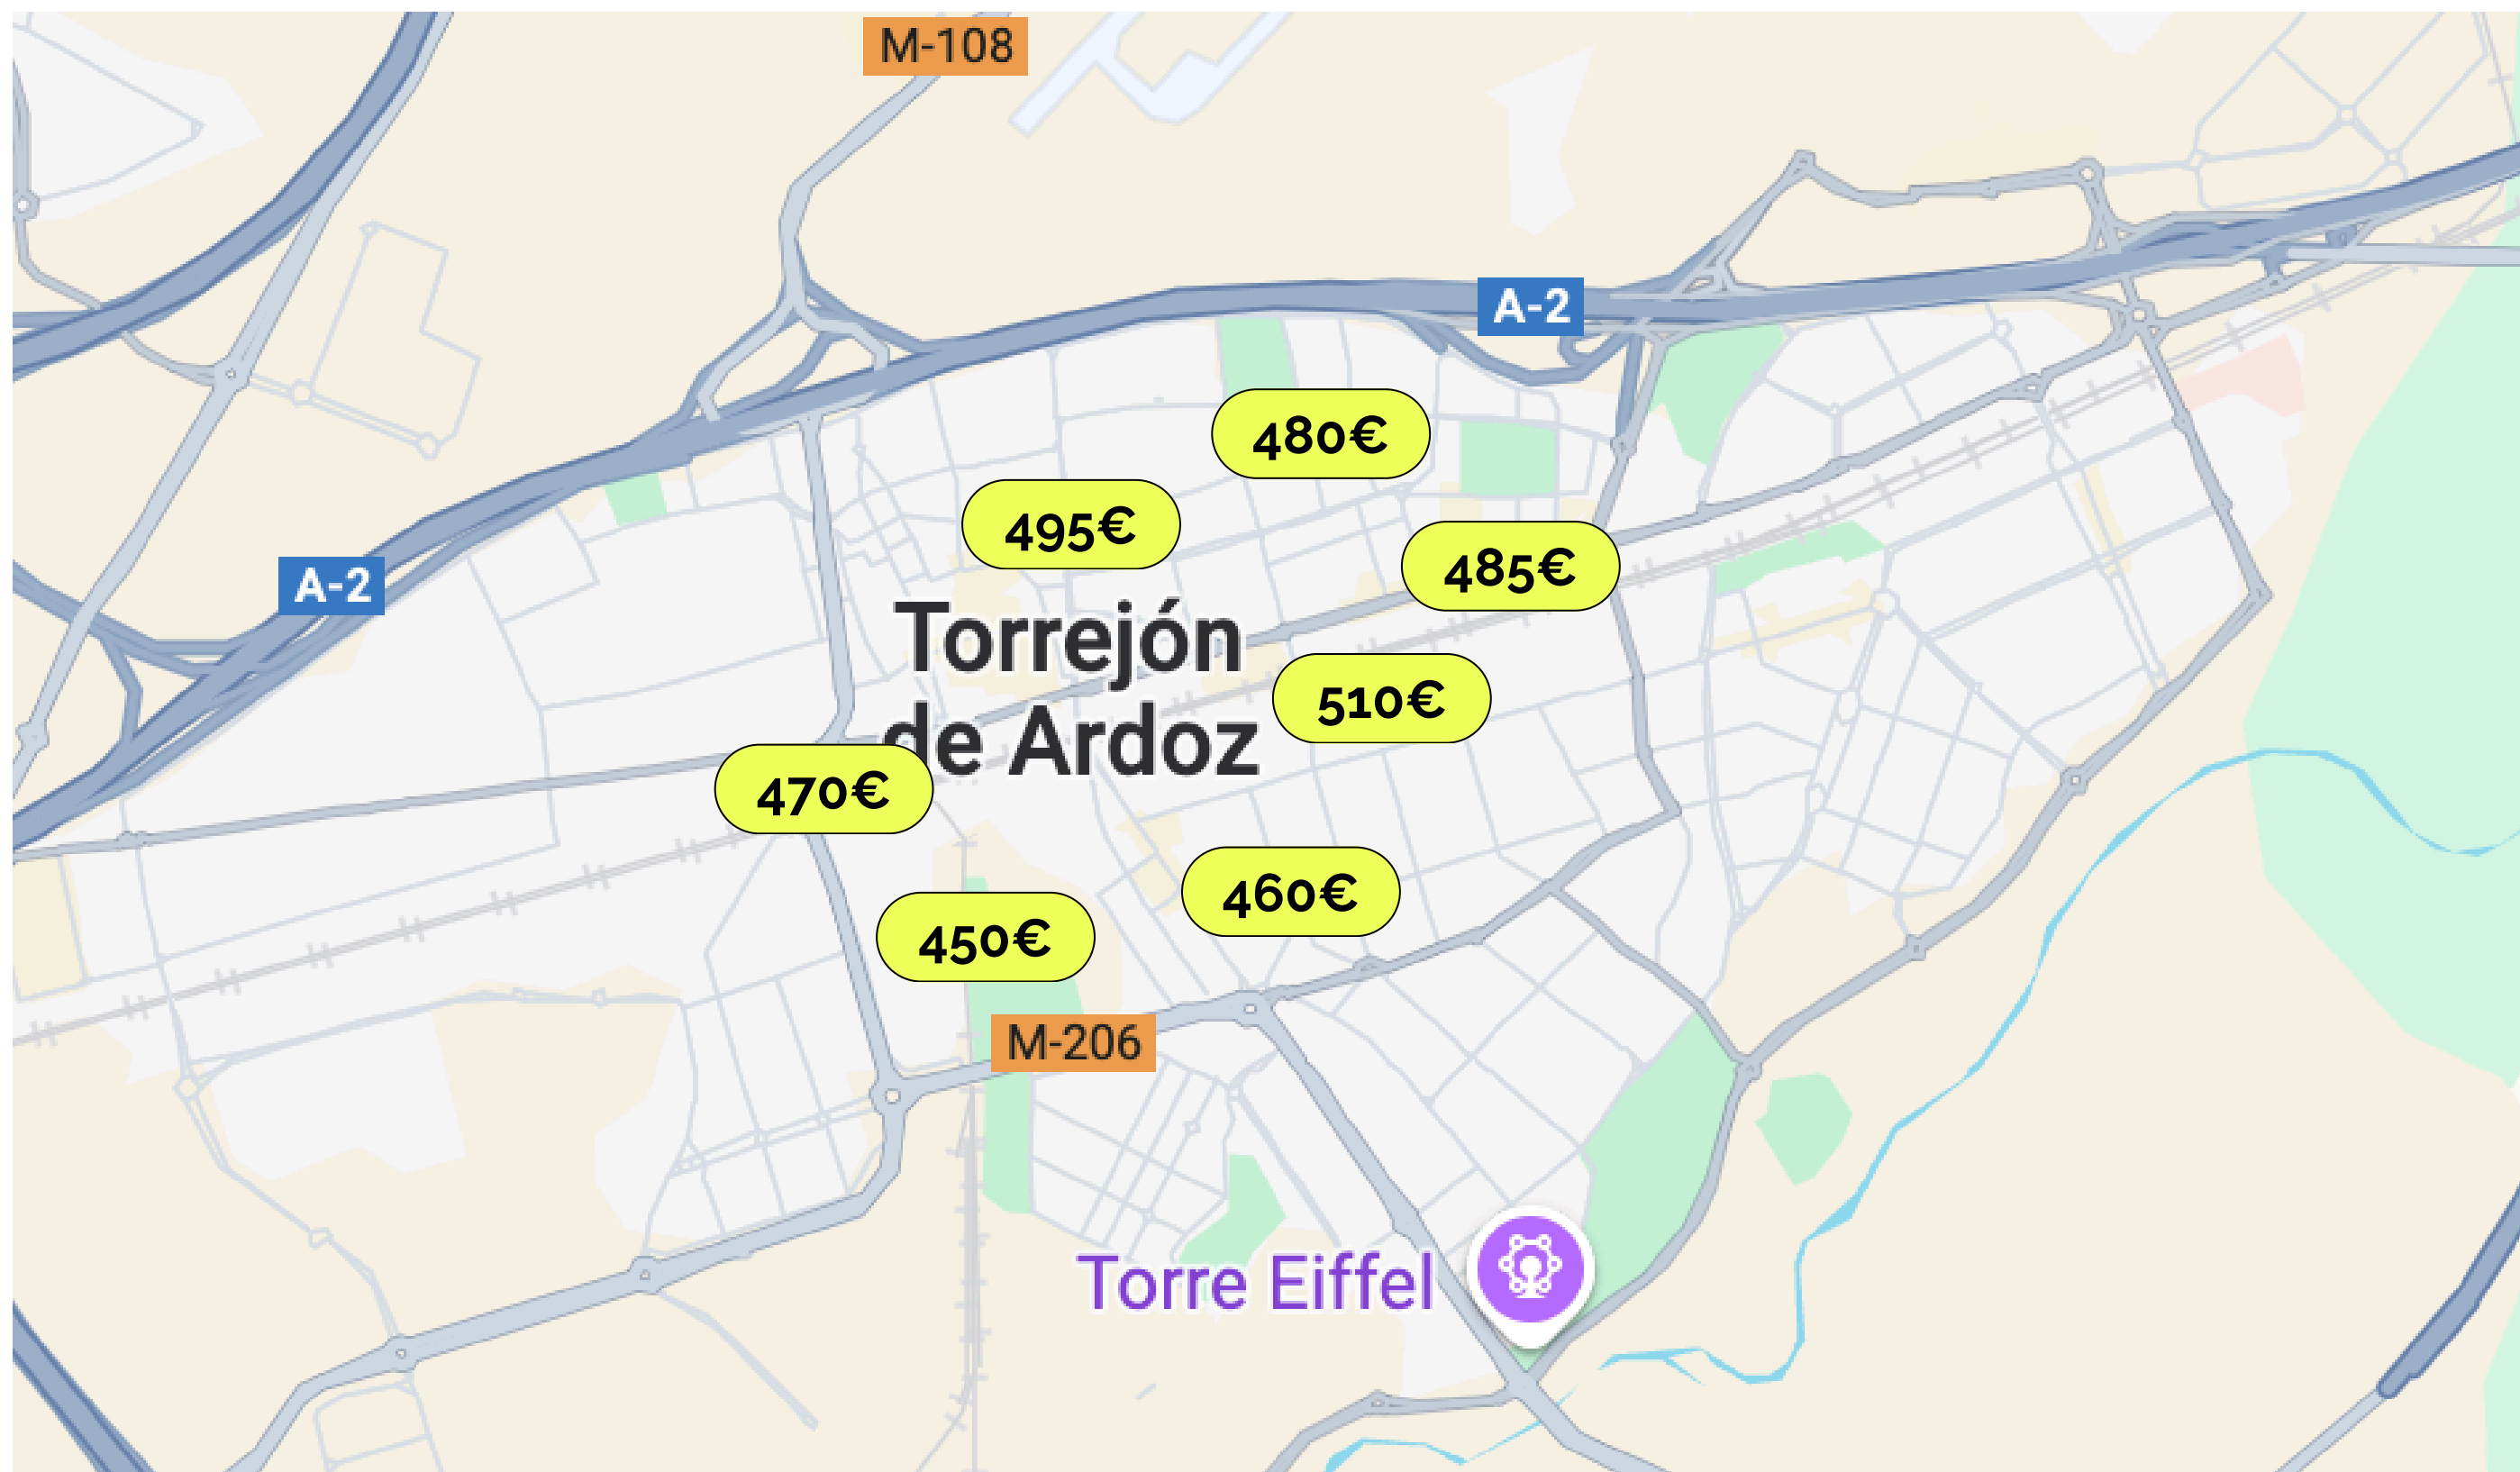 M-108
A-2
480€
495€
485€
A-2
Torrejón
de Ardoz
510€
470€
460€
450€
M-206
Torre Eiffel